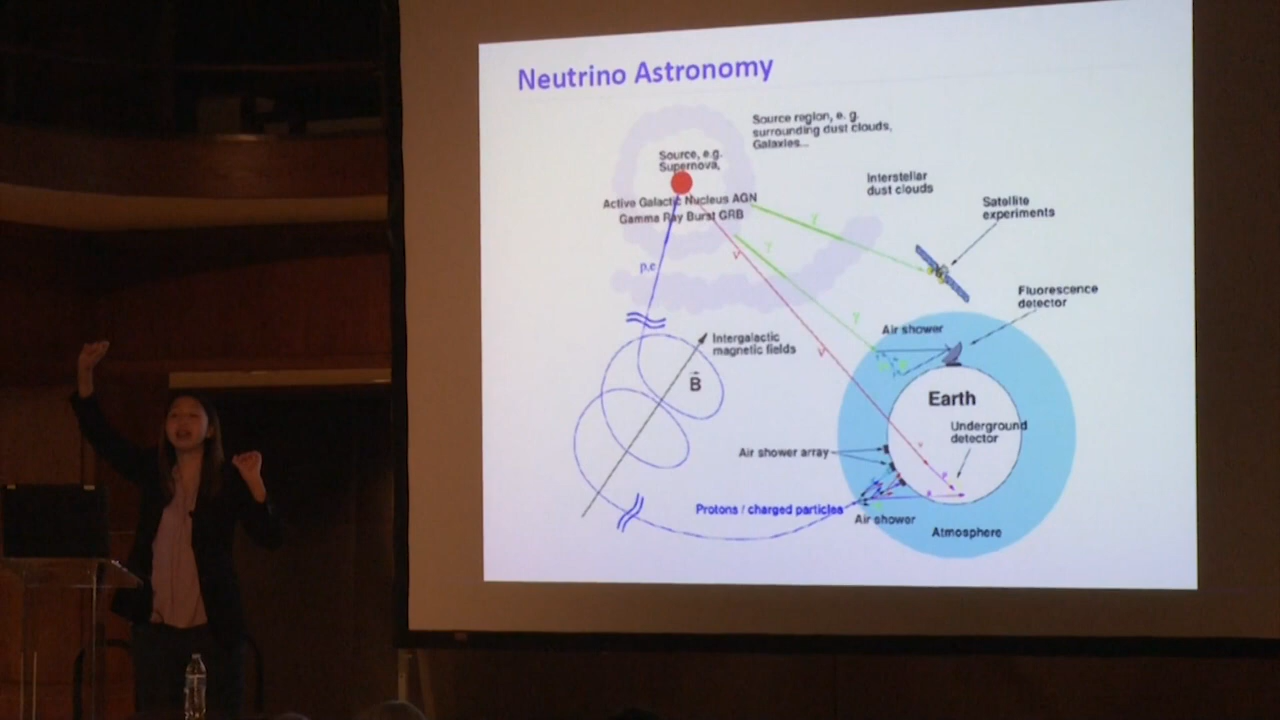 Neutrino Astronomy
Source region, e. g.
surrounding dust clouds,
Galaxies...
Source, e.g.
Supernova,
Active Galactic Nucleus AGN
Gamma Ray Burst GRB
Interstellar
dust clouds
Satellite
experiments
γ
γ
ν
p,e
Fluorescence
detector
γ
Air shower
Intergalactic
magnetic fields
ν
B
Earth
Underground
detector
Air shower array
Protons / charged particles
Air shower
Atmosphere